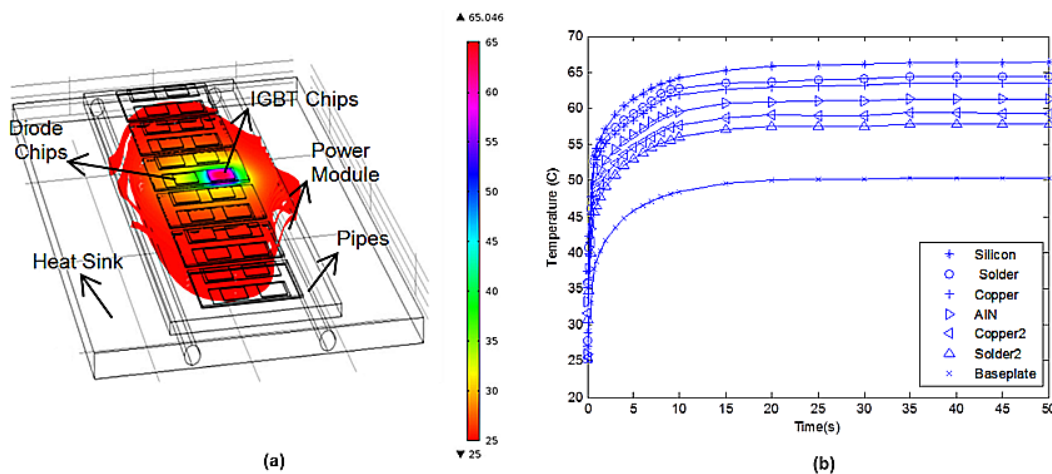 ▲ 65.046
65
60
55
50
45
40
35
30
25
▼ 25
IGBT Chips
Diode
Chips
Power
Module
Pipes
Heat Sink
(a)
70
65
60
55
50
45
40
35
30
25
20
Temperature (C)
0 5 10 15 20 25 30 35 40 45 50
Time(s)
Silicon
Solder
Copper
AlN
Copper2
Solder2
Baseplate
(b)